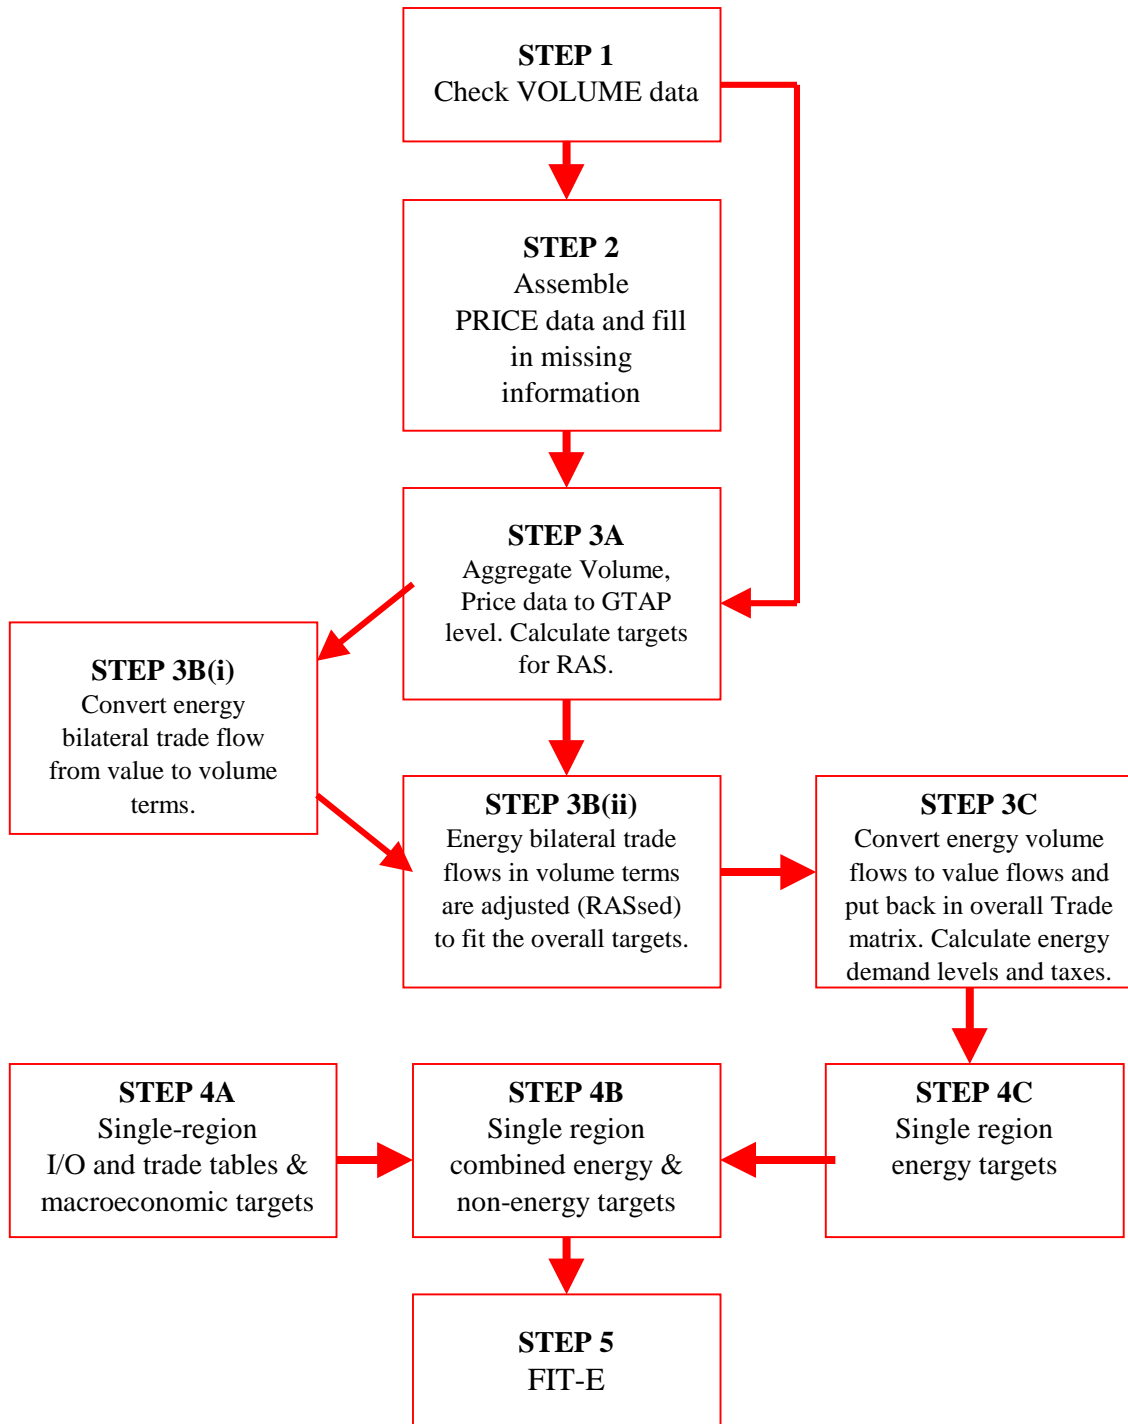 STEP 1
Check VOLUME data
STEP 2
Assemble
PRICE data and fill
in missing
information
STEP 3A
Aggregate Volume,
Price data to GTAP
level. Calculate targets
for RAS.
STEP 3B(i)
Convert energy
bilateral trade flow
from value to volume
terms.
STEP 3B(ii)
Energy bilateral trade
flows in volume terms
are adjusted (RASsed)
to fit the overall targets.
STEP 3C
Convert energy volume
flows to value flows and
put back in overall Trade
matrix. Calculate energy
demand levels and taxes.
STEP 4A
Single-region
I/O and trade tables &
macroeconomic targets
STEP 4B
Single region
combined energy &
non-energy targets
STEP 4C
Single region
energy targets
STEP 5
FIT-E